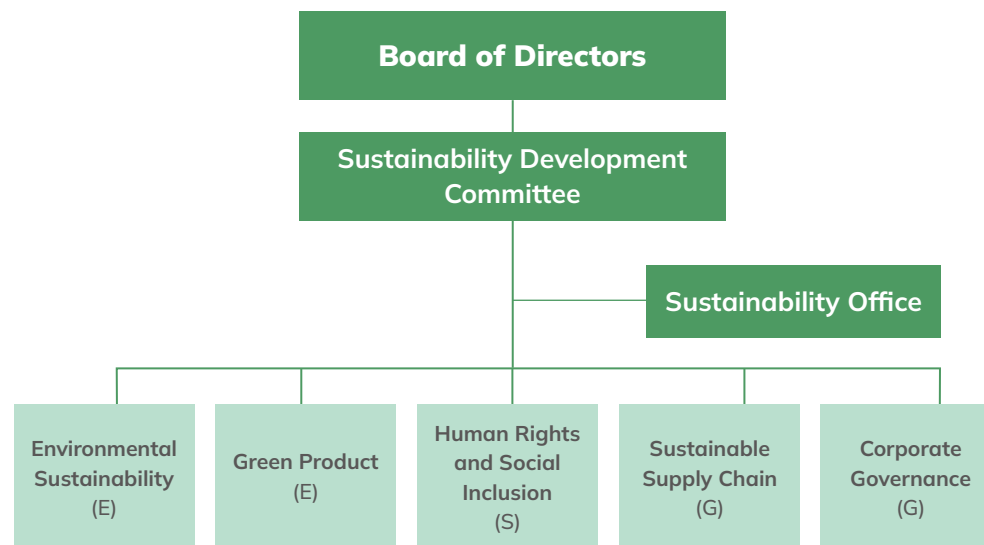 Board of Directors
Sustainability Development
Committee
Sustainability Office
Environmental
Sustainability
(E)
Green Product
(E)
Human Rights
and Social
Inclusion
(S)
Sustainable
Supply Chain
(G)
Corporate
Governance
(G)